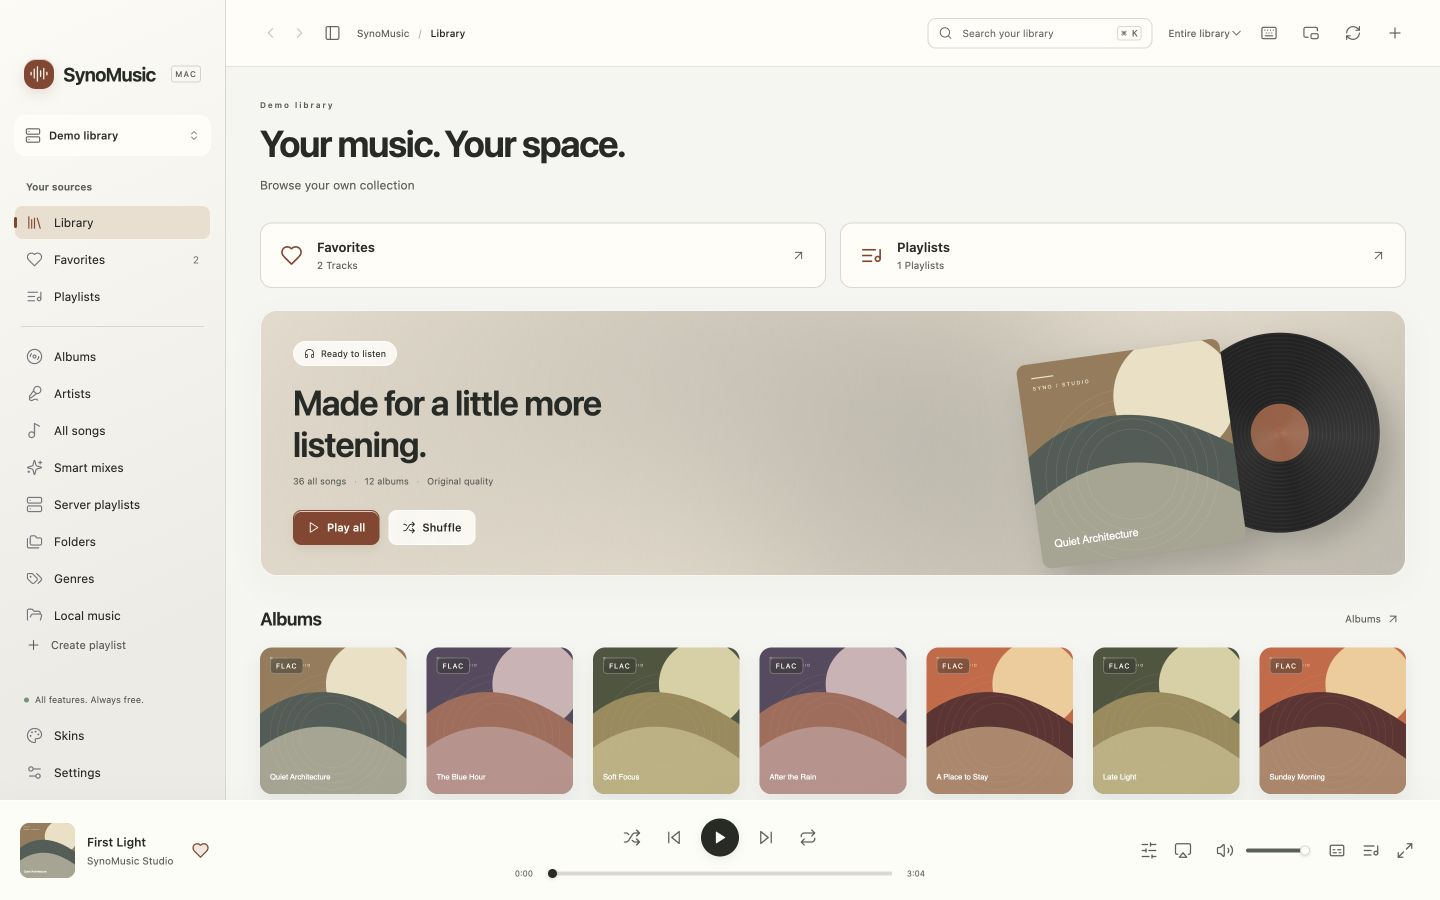 SynoMusic MAC
Demo library
Your sources
Library
Favorites 2
Playlists
Albums
Artists
All songs
Smart mixes
Server playlists
Folders
Genres
Local music
Create playlist
All features. Always free.
Skins
Settings
SynoMusic / Library
Search your library ⌘ K
Entire library
Demo library
Your music. Your space.
Browse your own collection
Favorites
2 Tracks
Playlists
1 Playlists
Ready to listen
Made for a little more
listening.
36 all songs · 12 albums · Original quality
Play all
Shuffle
SYNO / STUDIO
Quiet Architecture
Albums
Albums
FLAC
Quiet Architecture
FLAC
The Blue Hour
FLAC
Soft Focus
FLAC
After the Rain
FLAC
A Place to Stay
FLAC
Late Light
FLAC
Sunday Morning
First Light
SynoMusic Studio
0:00
3:04